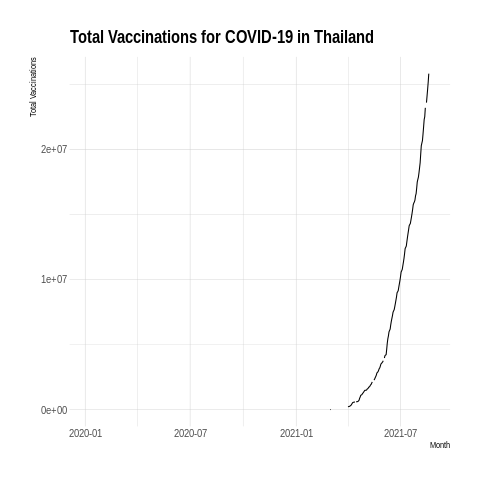 Total Vaccinations for COVID-19 in Thailand
Total Vaccinations
2e+07
1e+07
0e+00
2020-01 2020-07 2021-01 2021-07
Month